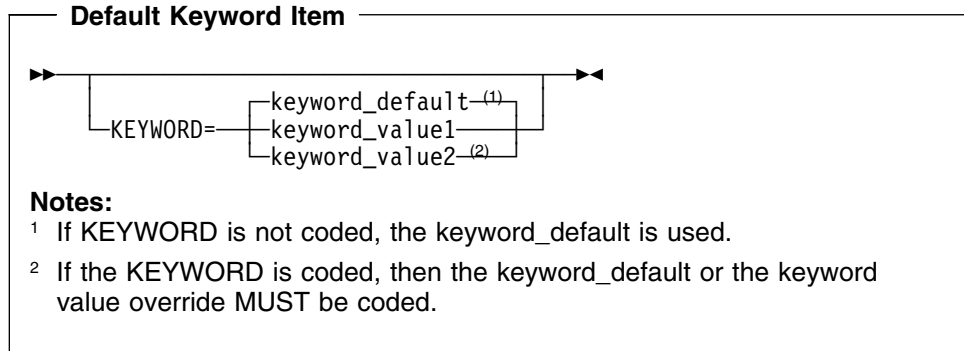 Default Keyword Item
keyword_default (1)
KEYWORD= keyword_value1
keyword_value2 (2)
Notes:
1 If KEYWORD is not coded, the keyword_default is used.
2 If the KEYWORD is coded, then the keyword_default or the keyword
value override MUST be coded.